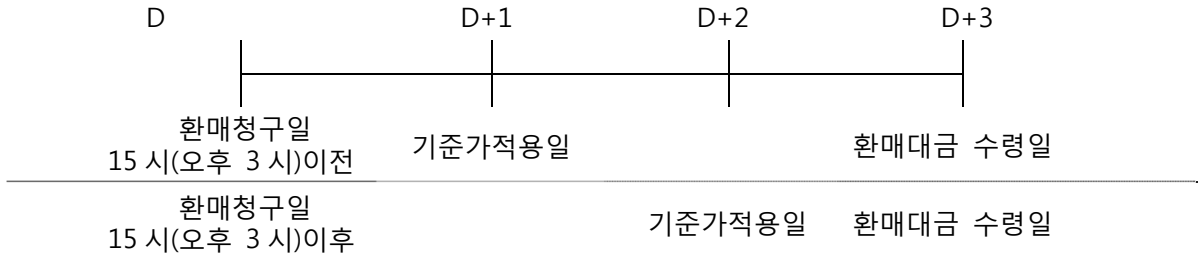 D D+1 D+2 D+3
환매청구일
15 시(오후 3 시)이전 기준가적용일 환매대금 수령일
환매청구일
15 시(오후 3 시)이후 기준가적용일 환매대금 수령일